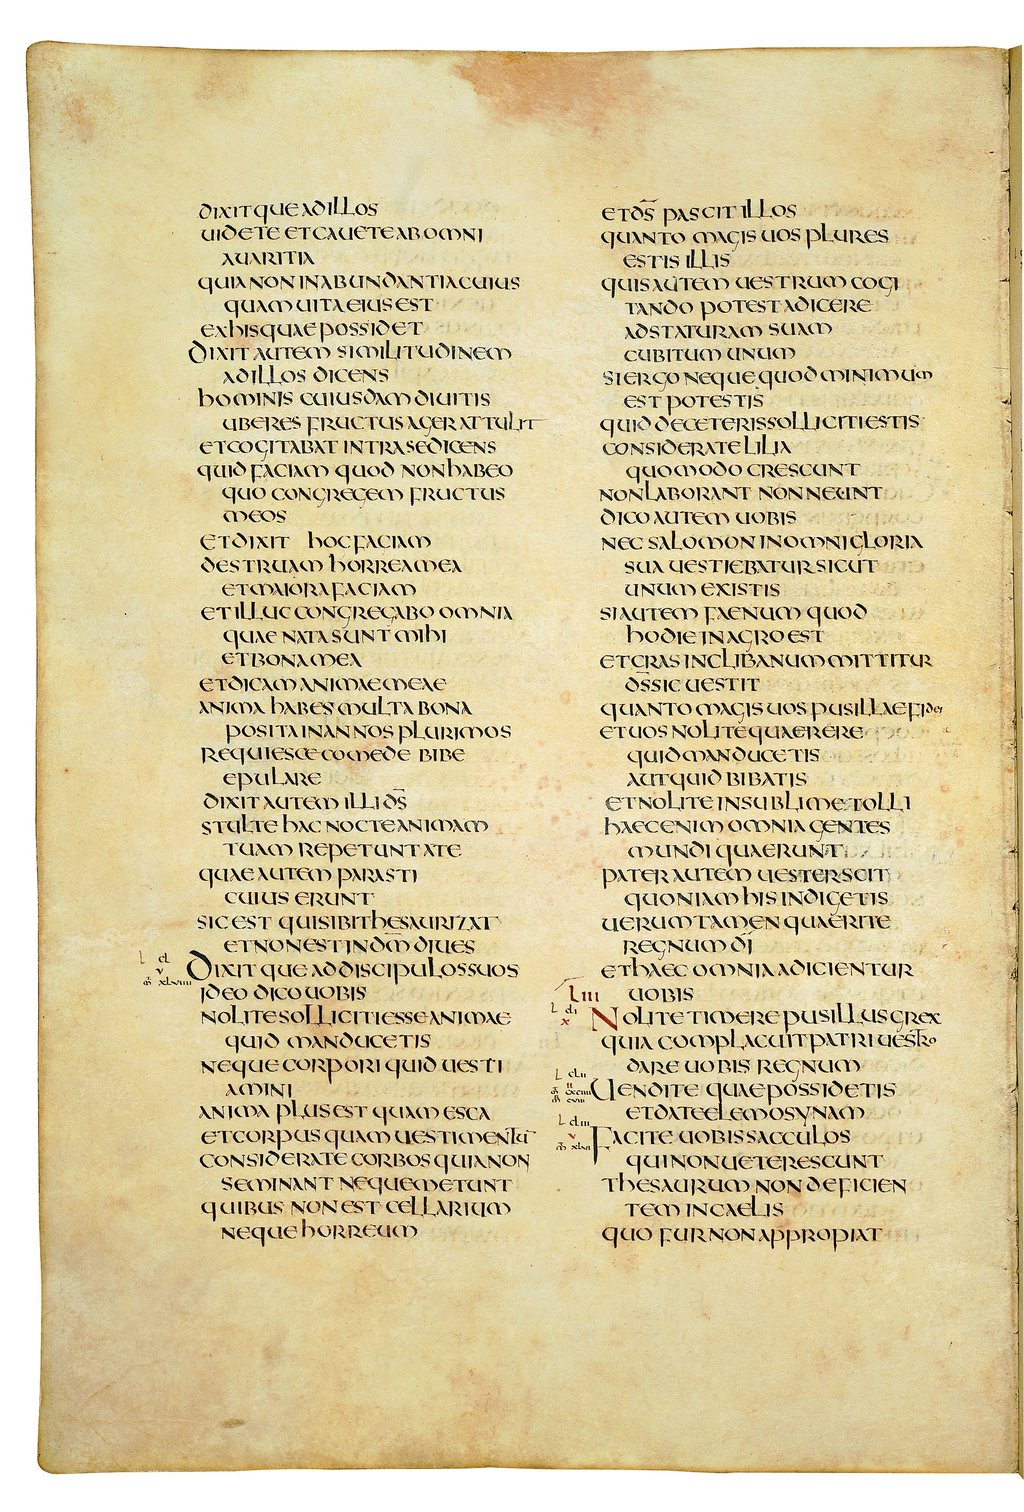 dixitque ad illos
uidete et cauete ab omni
auaritia
quia non in abundantia cuius
quam uita eius est
ex his quae possidet
Dixit autem similitudinem
ad illos dicens
hominis cuiusdam diuitis
uberes fructus ager attulit
et cogitabat intra se dicens
quid faciam quod non habeo
quo congregem fructus
meos
et dixit hoc faciam
destruam horrea mea
et maiora faciam
et illuc congregabo omnia
quae nata sunt mihi
et bona mea
et dicam animae meae
anima habes multa bona
posita in annos plurimos
requiesce comede bibe
epulare
dixit autem illi d̄s̄
stulte hac nocte animam
tuam repetunt a te
quae autem parasti
cuius erunt
sic est qui sibi thesaurizat
et non est in d̄m̄ diues
l cl
v
m xlviiii
Dixitque ad discipulos suos
ideo dico uobis
nolite solliciti esse animae
quid manducetis
neque corpori quid uesti
amini
anima plus est quam esca
et corpus quam uestimentū
considerate corbos quia non
seminant neque metunt
quibus non est cellarium
neque horreum
et d̄s̄ pascit illos
quanto magis uos plures
estis illis
quis autem uestrum cogi
tando potest adicere
ad staturam suam
cubitum unum
si ergo neque quod minimum
est potestis
quid de ceteris solliciti estis
considerate lilia
quomodo crescunt
non laborant non neunt
dico autem uobis
nec salomon in omni gloria
sua uestiebatur sicut
unum ex istis
si autem faenum quod
hodie in agro est
et cras in clibanum mittitur
d̄s̄ sic uestit
quanto magis uos pusillae fidei
et uos nolite quaerere
quid manducetis
aut quid bibatis
et nolite in sublime tolli
haec enim omnia gentes
mundi quaerunt
pater autem uester scit
quoniam his indigetis
uerum tamen quaerite
regnum d̄ī
et haec omnia adicientur
uobis
liii
l cli
x
Nolite timere pusillus grex
quia complacuit patri uestro
dare uobis regnum
l clii
Uendite quae possidetis
et date elemosynam
l cliii
v
m xlvi
Facite uobis sacculos
qui non ueterescunt
thesaurum non deficien
tem in caelis
quo fur non appropiat